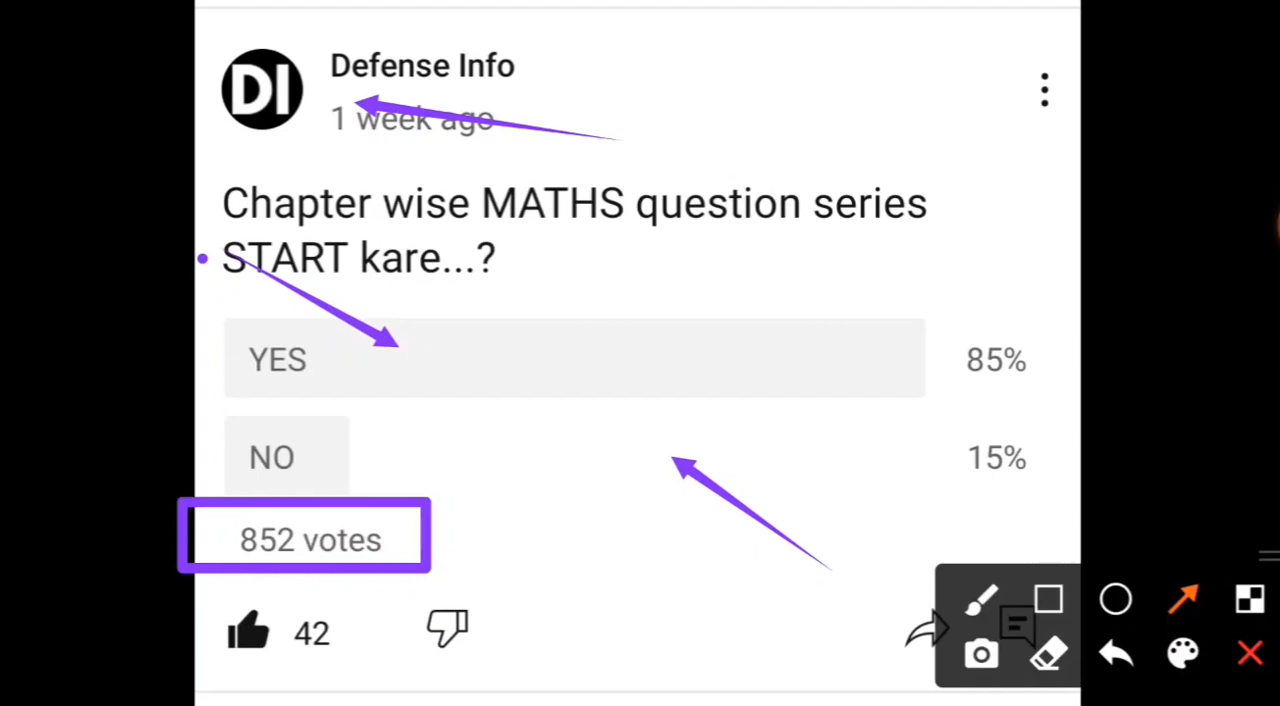 DI
Defense Info
1 week ago
Chapter wise MATHS question series
START kare...?
YES
85%
NO
15%
852 votes
42